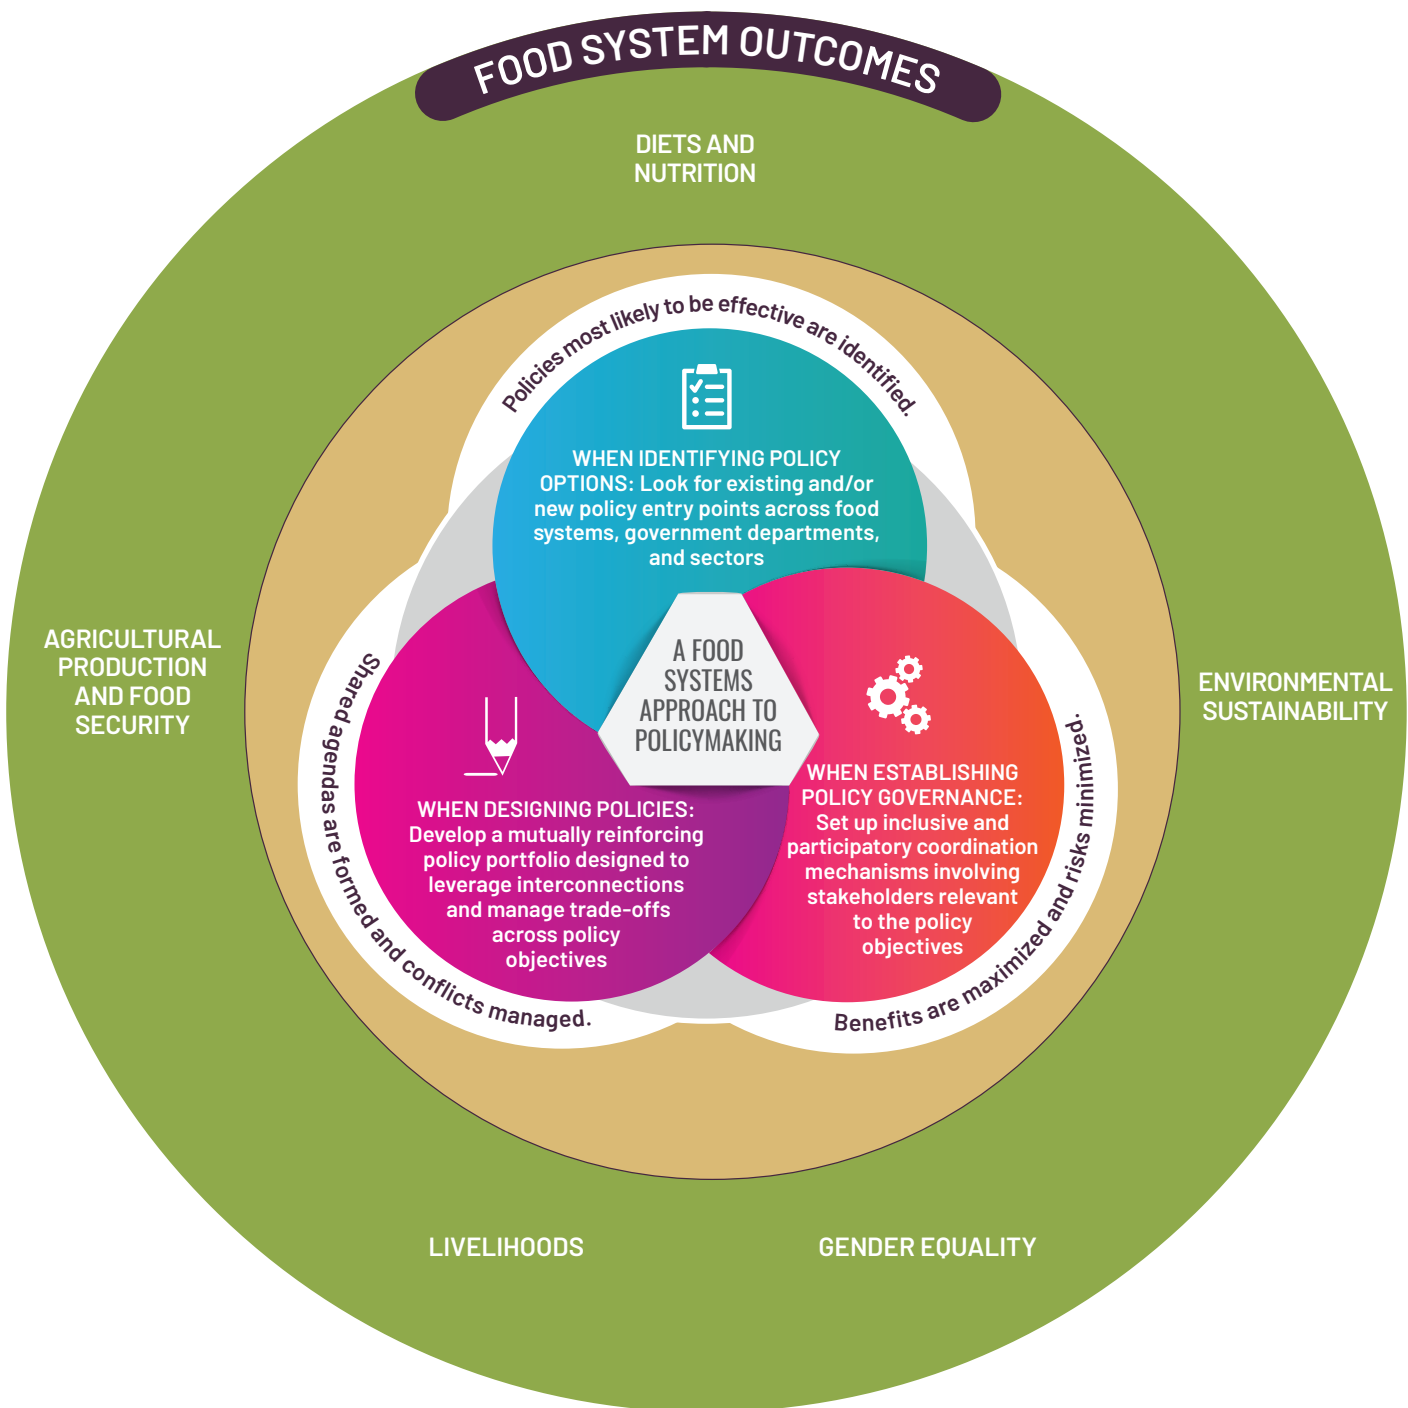 FOOD SYSTEM OUTCOMES
DIETS AND
NUTRITION
Policies most likely to be effective are identified.
WHEN IDENTIFYING POLICY
OPTIONS: Look for existing and/or
new policy entry points across food
systems, government departments,
and sectors
A FOOD
SYSTEMS
APPROACH TO
POLICYMAKING
AGRICULTURAL
PRODUCTION
AND FOOD
SECURITY
ENVIRONMENTAL
SUSTAINABILITY
Shared agendas are formed and conflicts managed.
WHEN DESIGNING POLICIES:
Develop a mutually reinforcing
policy portfolio designed to
leverage interconnections
and manage trade-offs
across policy
objectives
WHEN ESTABLISHING
POLICY GOVERNANCE:
Set up inclusive and
participatory coordination
mechanisms involving
stakeholders relevant
to the policy
objectives
Benefits are maximized and risks minimized.
LIVELIHOODS
GENDER EQUALITY